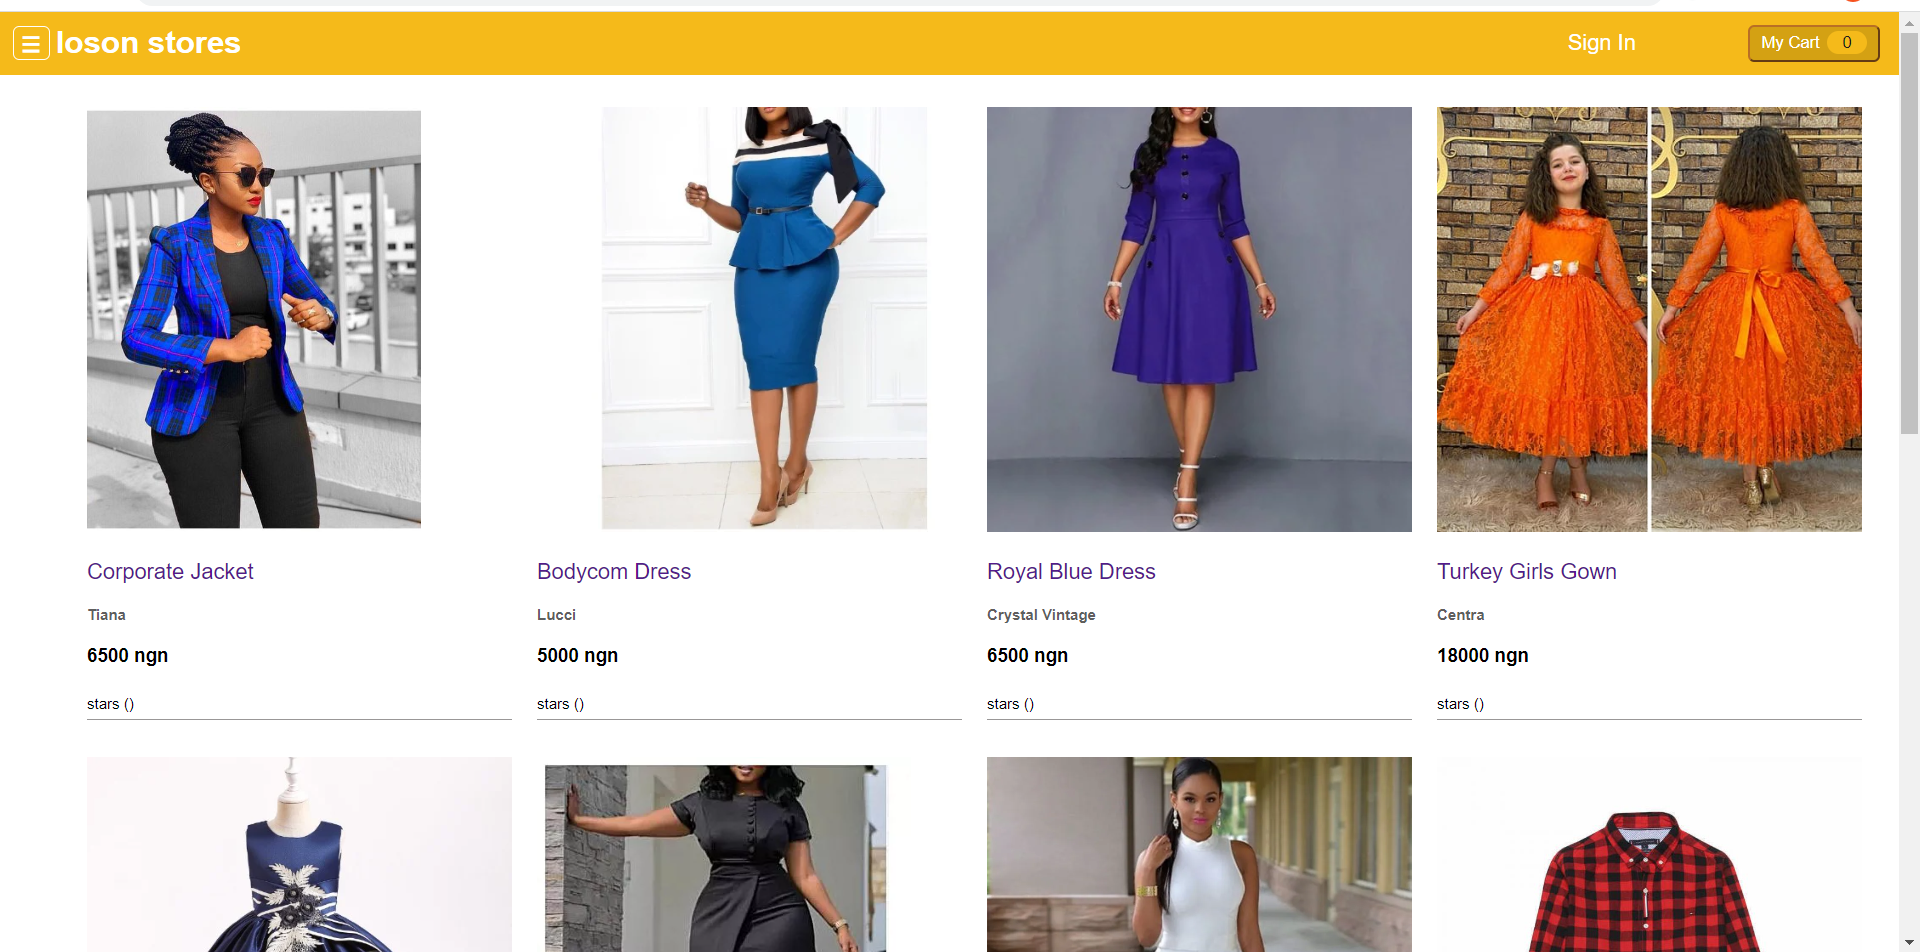 ☰ loson stores
Sign In
My Cart 0
Corporate Jacket
Tiana
6500 ngn
stars ()
Bodycom Dress
Lucci
5000 ngn
stars ()
Royal Blue Dress
Crystal Vintage
6500 ngn
stars ()
Turkey Girls Gown
Centra
18000 ngn
stars ()